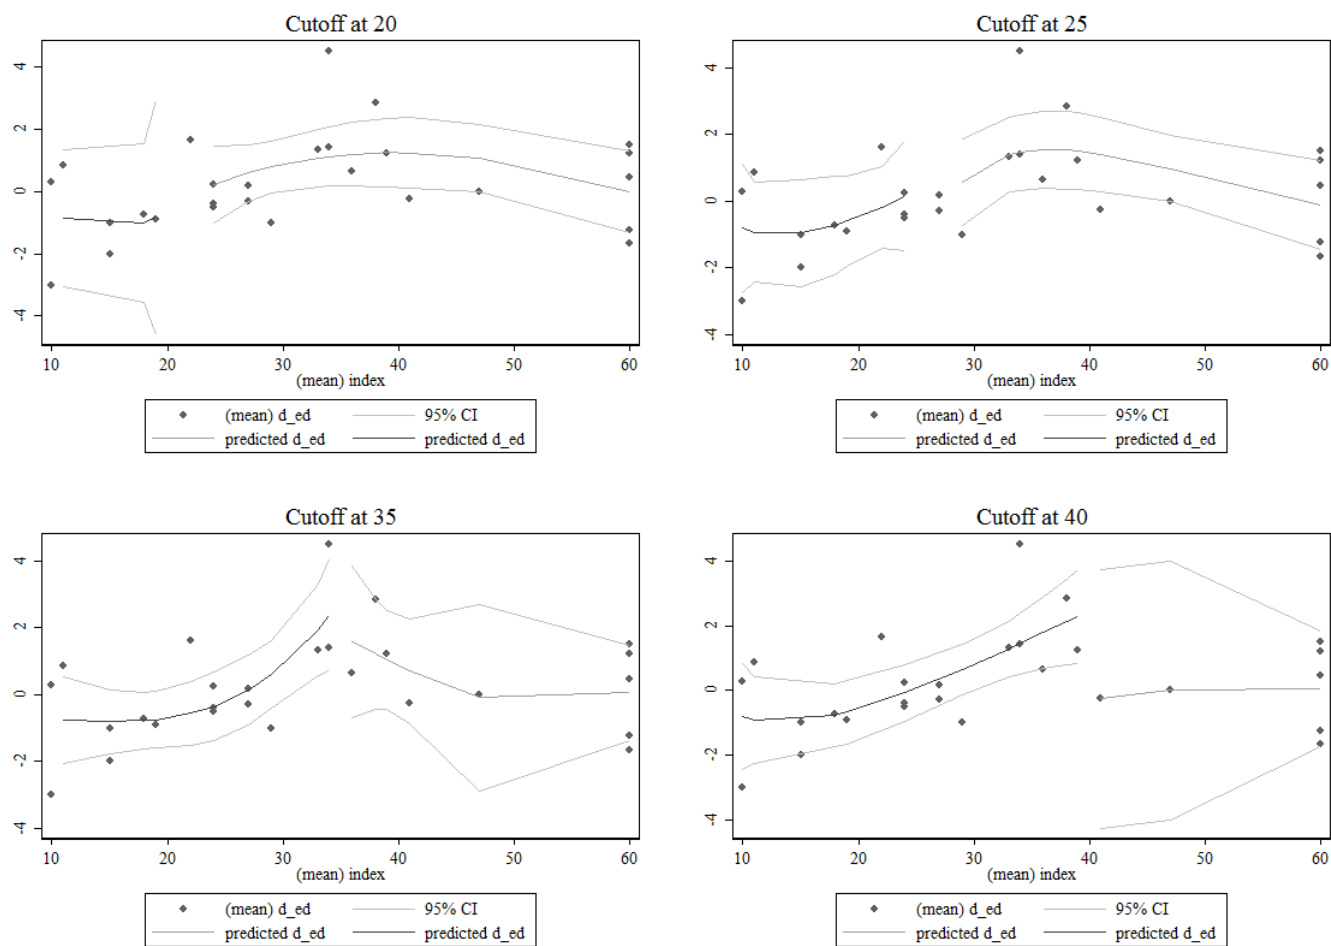 Cutoff at 20
4
2
0
-2
-4
10 20 30 40 50 60
(mean) index
(mean) d_ed 95% CI
predicted d_ed predicted d_ed
Cutoff at 25
4
2
0
-2
-4
10 20 30 40 50 60
(mean) index
(mean) d_ed 95% CI
predicted d_ed predicted d_ed
Cutoff at 35
4
2
0
-2
-4
10 20 30 40 50 60
(mean) index
(mean) d_ed 95% CI
predicted d_ed predicted d_ed
Cutoff at 40
4
2
0
-2
-4
10 20 30 40 50 60
(mean) index
(mean) d_ed 95% CI
predicted d_ed predicted d_ed